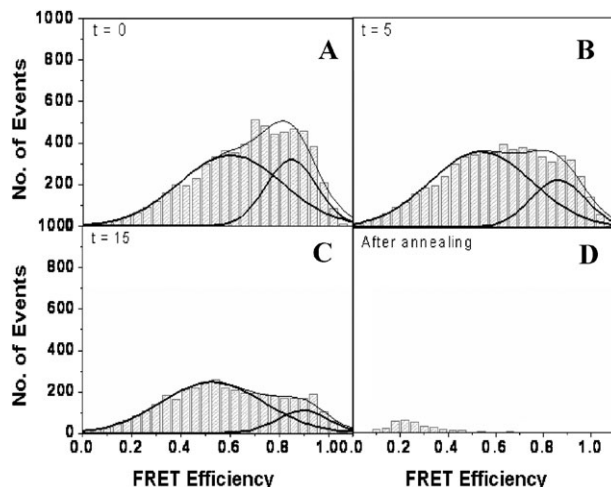 t = 0
A
t = 5
B
t = 15
C
After annealing
D
No. of Events
1000
800
600
400
200
1000
No. of Events
800
600
400
200
0
0.0 0.2 0.4 0.6 0.8 1.00.0 0.2 0.4 0.6 0.8 1.0
FRET Efficiency
FRET Efficiency